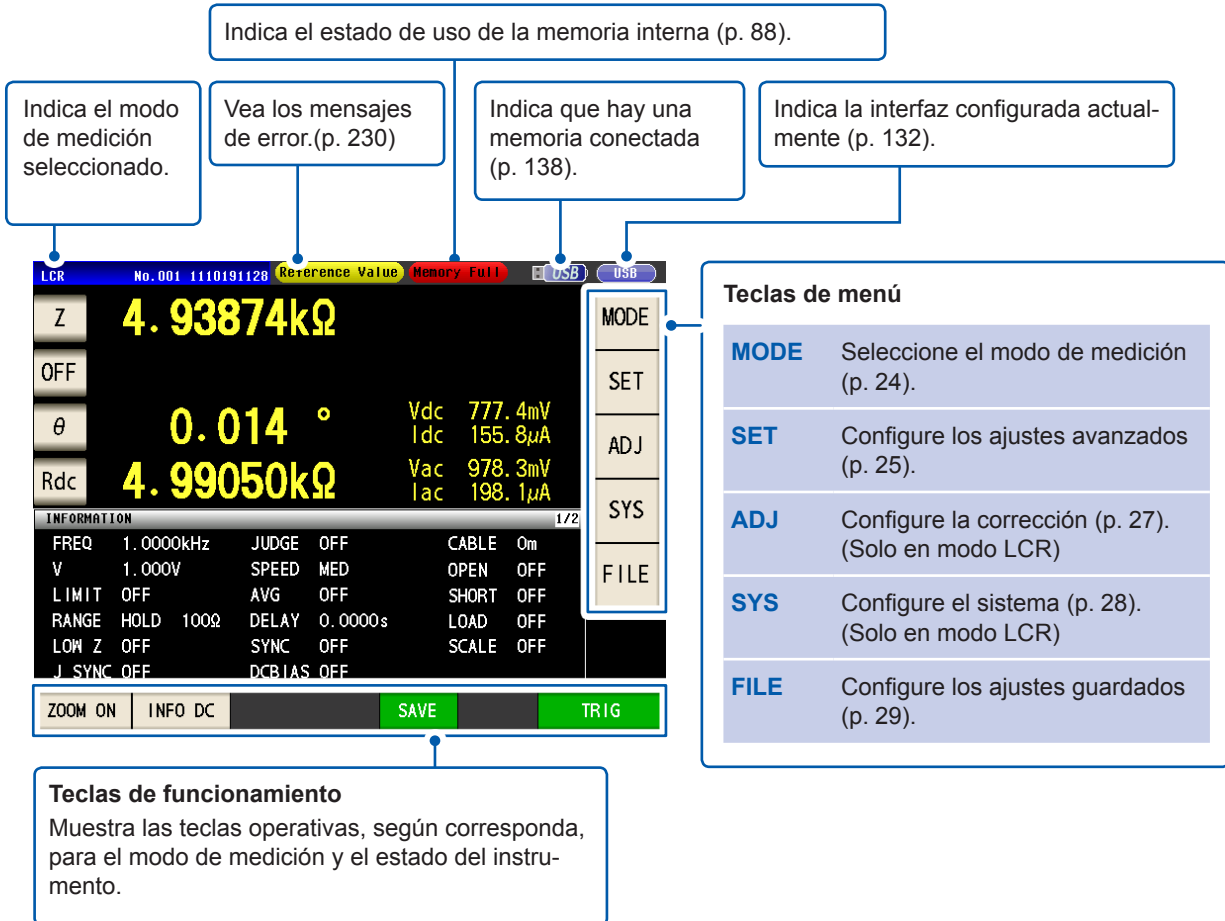 Indica el estado de uso de la memoria interna (p. 88).
Indica el modo
de medición
seleccionado.
Vea los mensajes
de error.(p. 230)
Indica que hay una
memoria conectada
(p. 138).
Indica la interfaz configurada actual-
mente (p. 132).
LCR No.001 1110191128 Reference Value Memory Full USB USB
Z 4.93874kΩ
OFF
θ 0.014 °
Vdc 777.4mV
Idc 155.8µA
Rdc 4.99050kΩ
Vac 978.3mV
Iac 198.1µA
INFORMATION 1/2
FREQ 1.0000kHz JUDGE OFF CABLE 0m
V 1.000V SPEED MED OPEN OFF
LIMIT OFF AVG OFF SHORT OFF
RANGE HOLD 100Ω DELAY 0.0000s LOAD OFF
LOW Z OFF SYNC OFF SCALE OFF
J SYNC OFF DCBIAS OFF
MODE
SET
ADJ
SYS
FILE
ZOOM ON INFO DC SAVE TRIG
Teclas de menú
MODE Seleccione el modo de medición
(p. 24).
SET Configure los ajustes avanzados
(p. 25).
ADJ Configure la corrección (p. 27).
(Solo en modo LCR)
SYS Configure el sistema (p. 28).
(Solo en modo LCR)
FILE Configure los ajustes guardados
(p. 29).
Teclas de funcionamiento
Muestra las teclas operativas, según corresponda,
para el modo de medición y el estado del instru-
mento.